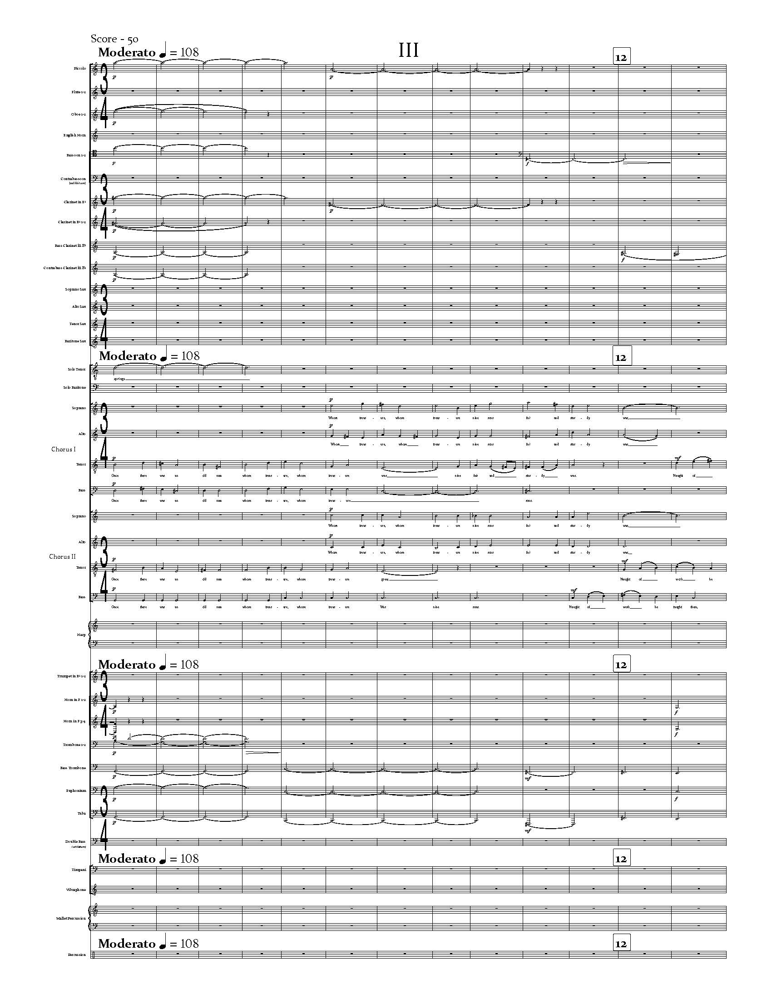 Score - 50
III
Moderato ♩ = 108
12
Piccolo
p
p
Flute 1-2
Oboe 1-2
p
English Horn
Bassoon 1-2
p
f
Contrabassoon
(ad libitum)
Clarinet in E♭
p
p
Clarinet in B♭ 1-2
p
Bass Clarinet in B♭
p
f
Contrabass Clarinet in B♭
p
Soprano Sax
Alto Sax
Tenor Sax
Baritone Sax
3 4
Moderato ♩ = 108
12
Solo Tenor
springs.
Solo Baritone
Chorus I
Soprano
p
Whose treas - ure, whose treas - ure nine sons fair and stur - dy was,
Alto
p
Whose treas - ure, whose treas - ure nine sons fair and stur - dy was,
Tenor
p
mf
Once there was an old man whose treas - ure, whose treas - ure was nine fair and stur - dy was. Naught of
Bass
p
Once there was an old man whose treas - ure, whose treas - ure sons.
Chorus II
Soprano
p
Whose treas - ure, whose treas - ure nine sons fair and stur - dy was,
Alto
p
Whose treas - ure, whose treas - ure nine sons fair and stur - dy was,
Tenor
p
mf
Once there was an old man whose treas - ure, whose treas - ure grew, Naught of work he
Bass
p
mf
Once there was an old man whose treas - ure, whose treas - ure Was nine sons. Naught of work he taught them,
Harp
Moderato ♩ = 108
12
Trumpet in B♭ 1-2
Horn in F 1-2
p
f
Horn in F 3-4
p
f
Trombone 1-2
p
Bass Trombone
p
mf
Euphonium
p
f
Tuba
p
mf
Double Bass
(ad libitum)
Moderato ♩ = 108
12
Timpani
Vibraphone
Mallet Percussion
Moderato ♩ = 108
12
Percussion